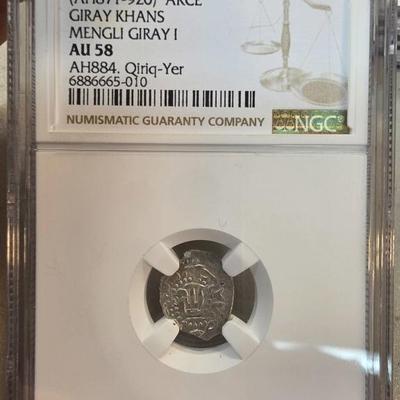 (AH871-920) AKCE
GIRAY KHANS
MENGLI GIRAY I
AU 58
AH884. Qiriq-Yer
6886665-010
NUMISMATIC GUARANTY COMPANY
NGC